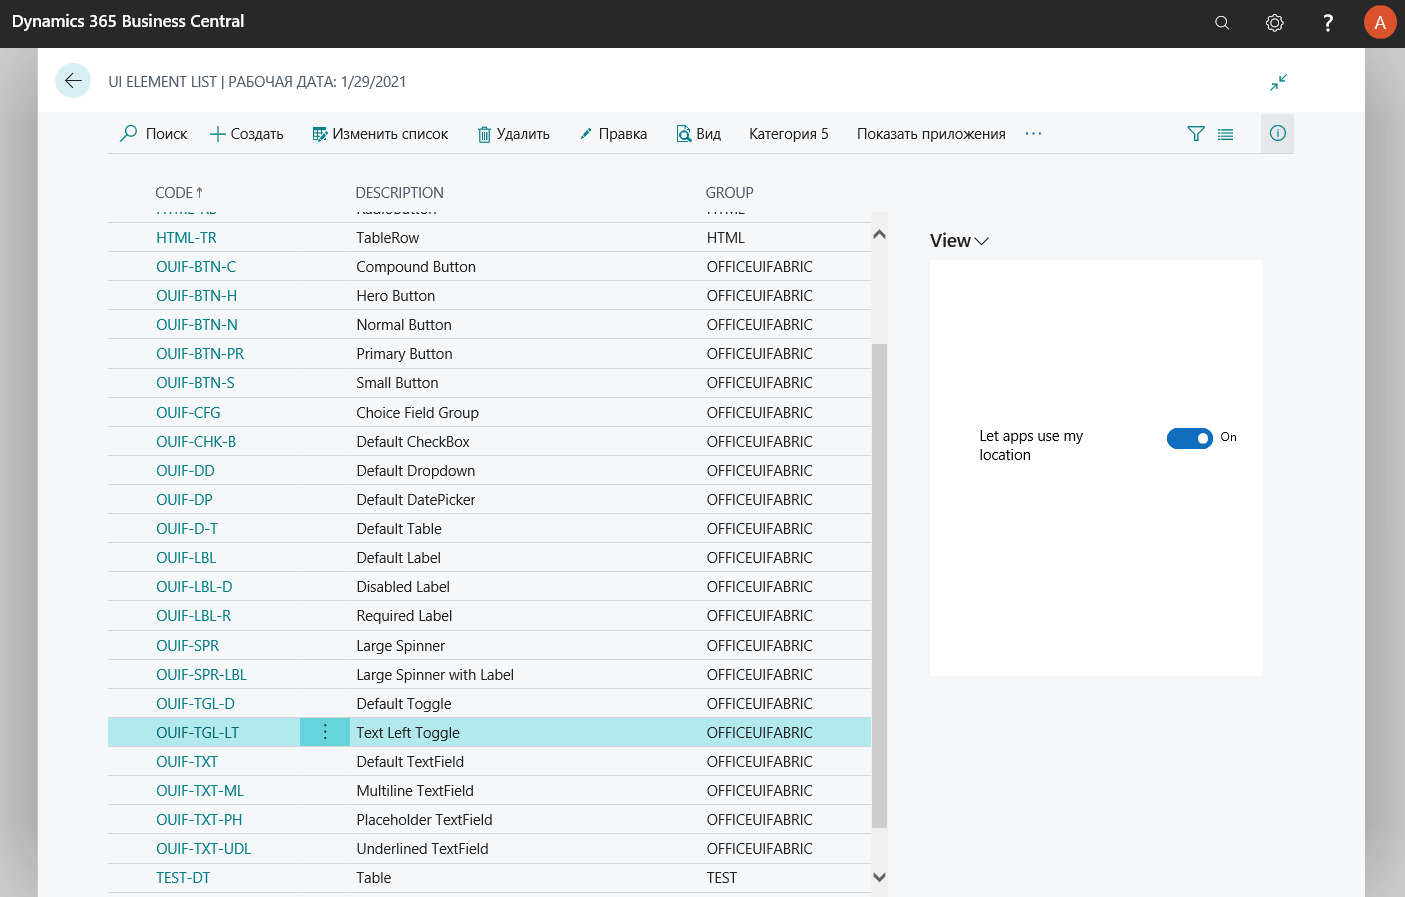 Dynamics 365 Business Central
?
A
UI ELEMENT LIST | РАБОЧАЯ ДАТА: 1/29/2021
Поиск Создать Изменить список Удалить Правка Вид Категория 5 Показать приложения ...
CODE ↑ DESCRIPTION GROUP
HTML-RB RadioButton HTML
HTML-TR TableRow HTML
OUIF-BTN-C Compound Button OFFICEUIFABRIC
OUIF-BTN-H Hero Button OFFICEUIFABRIC
OUIF-BTN-N Normal Button OFFICEUIFABRIC
OUIF-BTN-PR Primary Button OFFICEUIFABRIC
OUIF-BTN-S Small Button OFFICEUIFABRIC
OUIF-CFG Choice Field Group OFFICEUIFABRIC
OUIF-CHK-B Default CheckBox OFFICEUIFABRIC
OUIF-DD Default Dropdown OFFICEUIFABRIC
OUIF-DP Default DatePicker OFFICEUIFABRIC
OUIF-D-T Default Table OFFICEUIFABRIC
OUIF-LBL Default Label OFFICEUIFABRIC
OUIF-LBL-D Disabled Label OFFICEUIFABRIC
OUIF-LBL-R Required Label OFFICEUIFABRIC
OUIF-SPR Large Spinner OFFICEUIFABRIC
OUIF-SPR-LBL Large Spinner with Label OFFICEUIFABRIC
OUIF-TGL-D Default Toggle OFFICEUIFABRIC
OUIF-TGL-LT Text Left Toggle OFFICEUIFABRIC
OUIF-TXT Default TextField OFFICEUIFABRIC
OUIF-TXT-ML Multiline TextField OFFICEUIFABRIC
OUIF-TXT-PH Placeholder TextField OFFICEUIFABRIC
OUIF-TXT-UDL Underlined TextField OFFICEUIFABRIC
TEST-DT Table TEST
View
Let apps use my
location
On